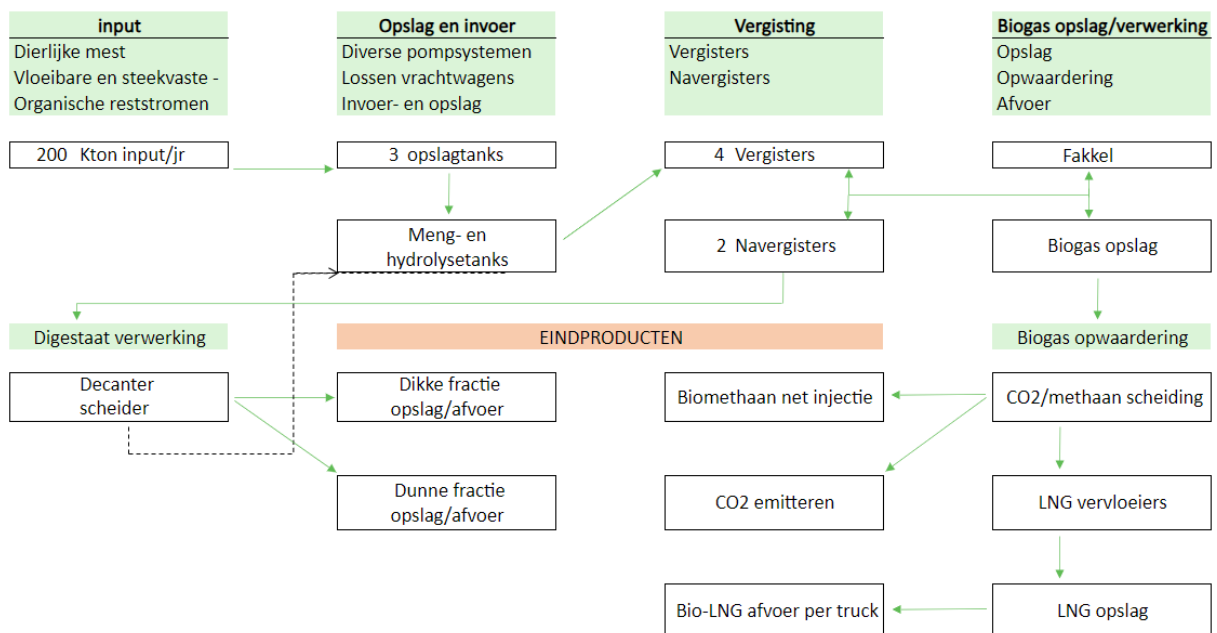 input
Dierlijke mest
Vloeibare en steekvaste -
Organische reststromen
Opslag en invoer
Diverse pompsystemen
Lossen vrachtwagens
Invoer- en opslag
Vergisting
Vergisters
Navergisters
Biogas opslag/verwerking
Opslag
Opwaardering
Afvoer
200 Kton input/jr
3 opslagtanks
4 Vergisters
Fakkel
Meng- en
hydrolysetanks
2 Navergisters
Biogas opslag
Digestaat verwerking
EINDPRODUCTEN
Biogas opwaardering
Decanter
scheider
Dikke fractie
opslag/afvoer
Biomethaan net injectie
CO2/methaan scheiding
Dunne fractie
opslag/afvoer
CO2 emitteren
LNG vervloeiers
Bio-LNG afvoer per truck
LNG opslag